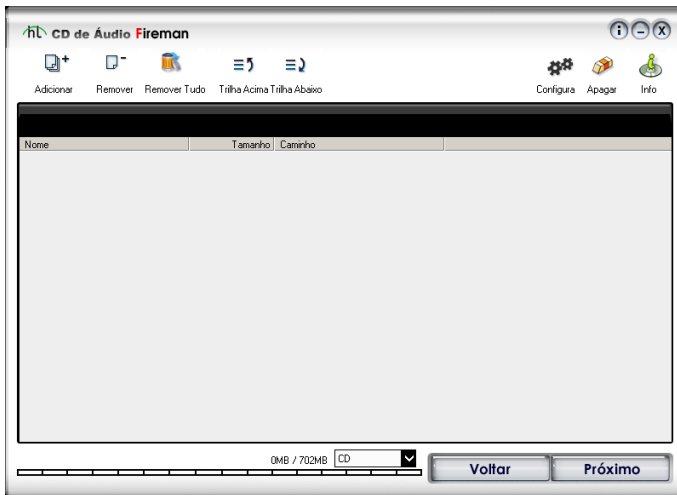 hL CD de Áudio Fireman
Adicionar Remover Remover Tudo Trilha Acima Trilha Abaixo Configura Apagar Info
Nome Tamanho Caminho
0MB / 702MB CD
Voltar Próximo